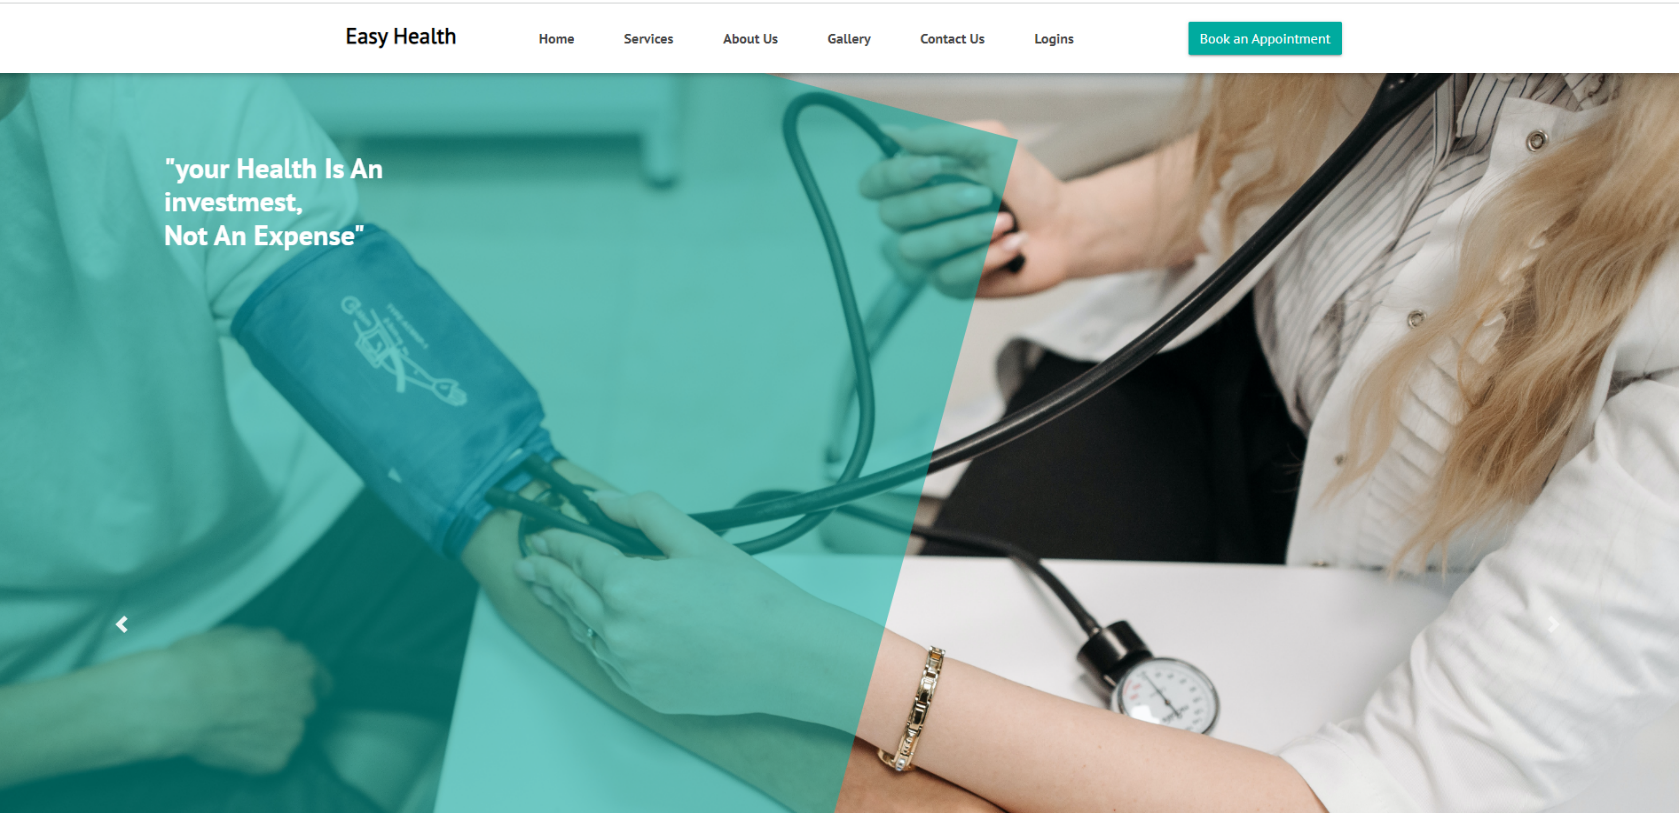 Easy Health
Home
Services
About Us
Gallery
Contact Us
Logins
Book an Appointment
"your Health Is An
investmest,
Not An Expense"